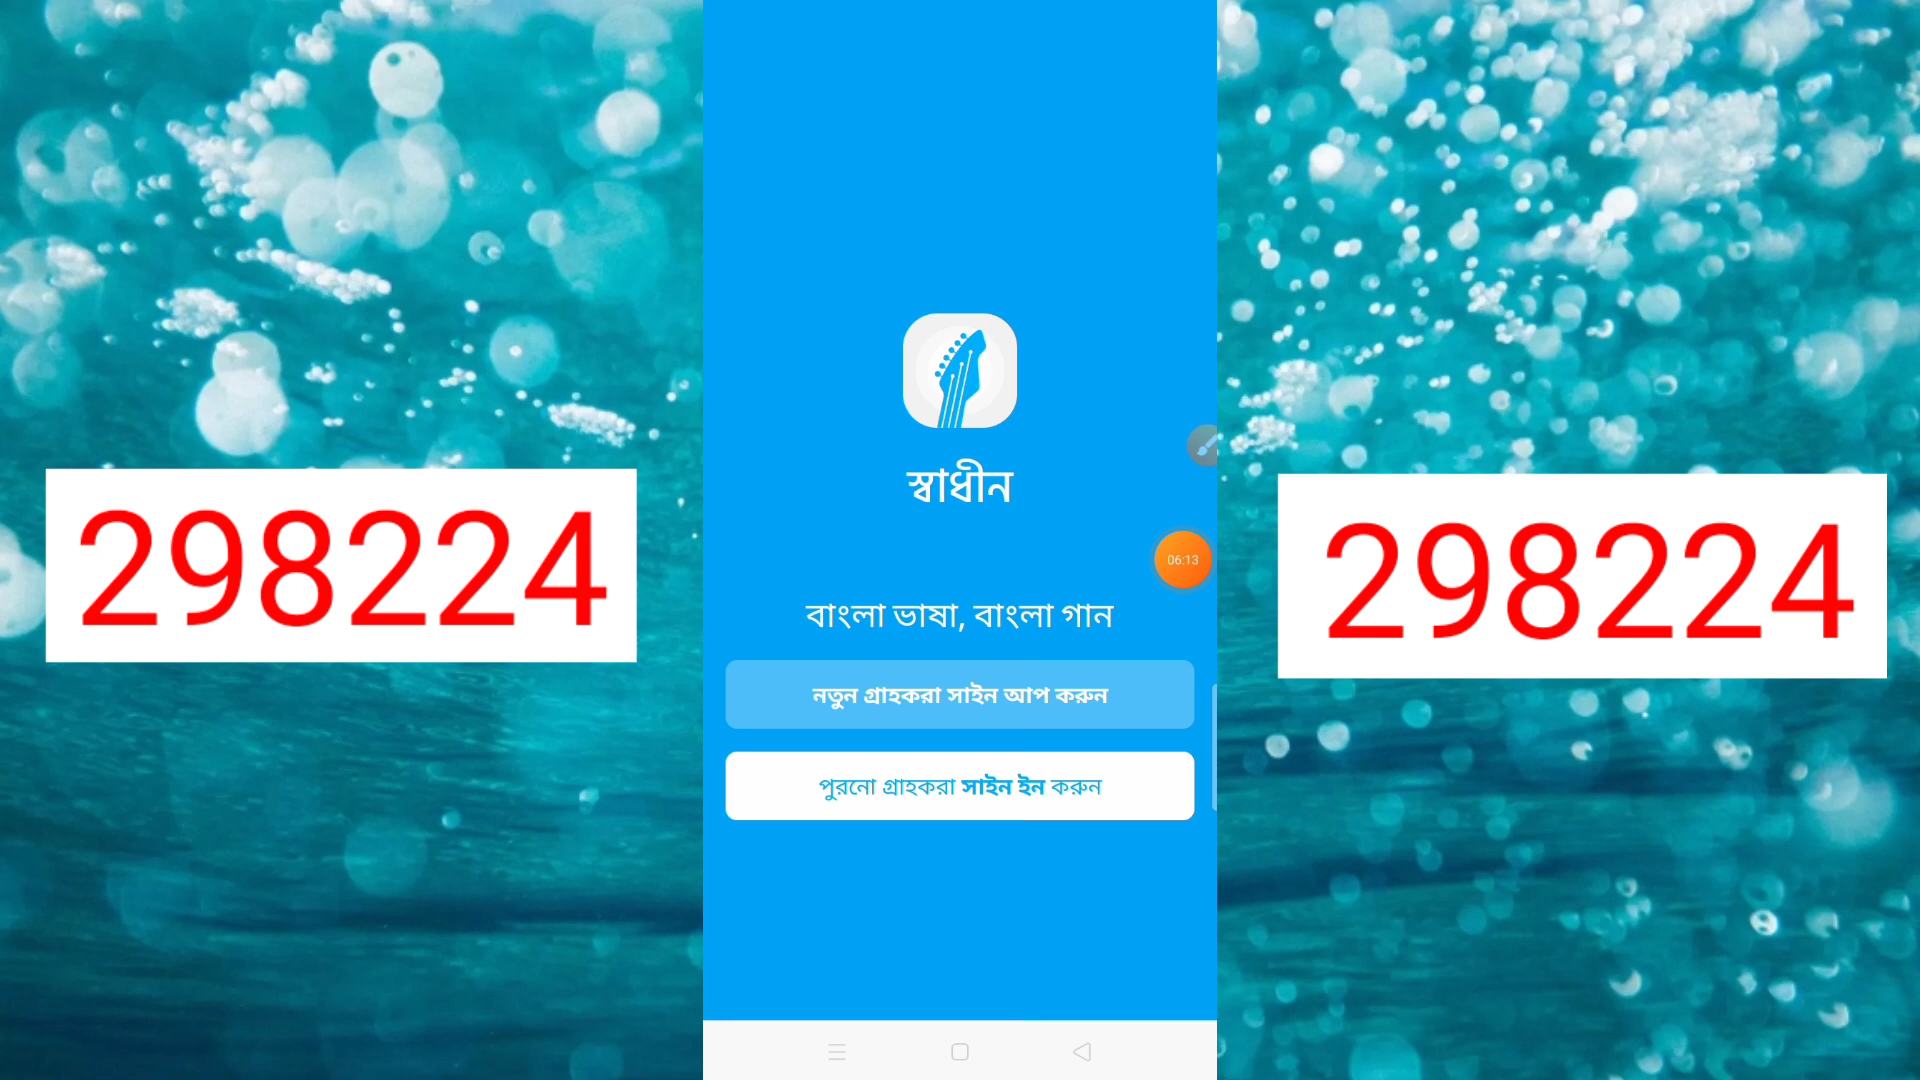 স্বাধীন
298224
06:13
298224
বাংলা ভাষা, বাংলা গান
নতুন গ্রাহকরা সাইন আপ করুন
পুরনো গ্রাহকরা সাইন ইন করুন